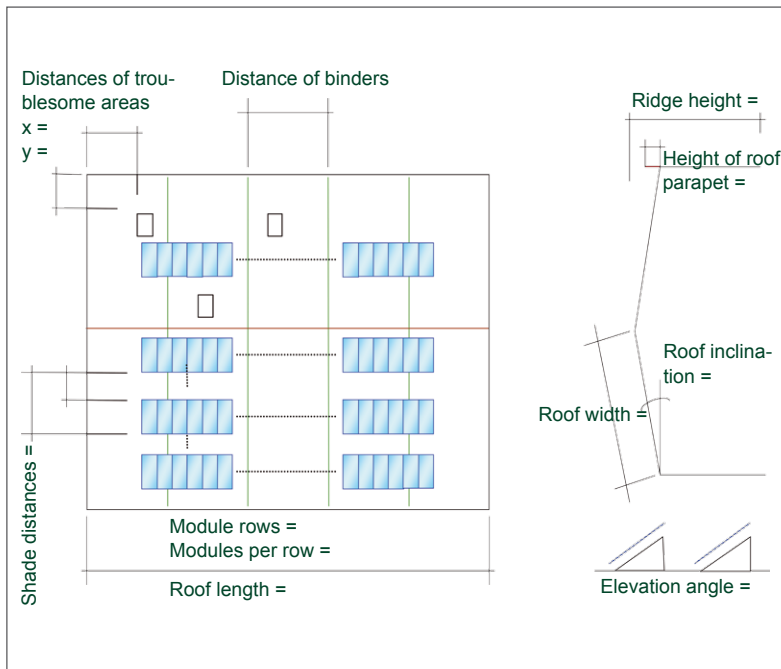 Distances of trou-
blesome areas
x =
y =
Distance of binders
Ridge height =
Height of roof
parapet =
Roof inclina-
tion =
Roof width =
Shade distances =
Module rows =
Modules per row =
Roof length =
Elevation angle =